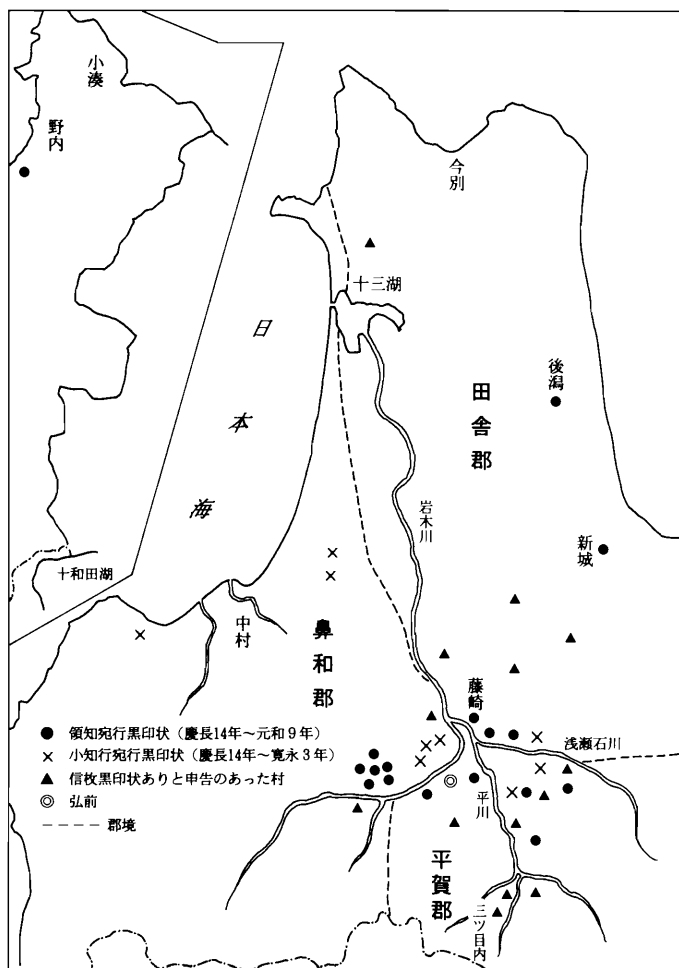 小湊
野内
今別
十三湖
日本海
後潟
田舎郡
岩木川
新城
十和田湖
中村
鼻和郡
藤崎
浅瀬石川
平川
平賀郡
三ツ目内
● 領知宛行黒印状（慶長14年～元和9年）
× 小知行宛行黒印状（慶長14年～寛永3年）
▲ 信枚黒印状ありと申告のあった村
◎ 弘前
---- 郡境